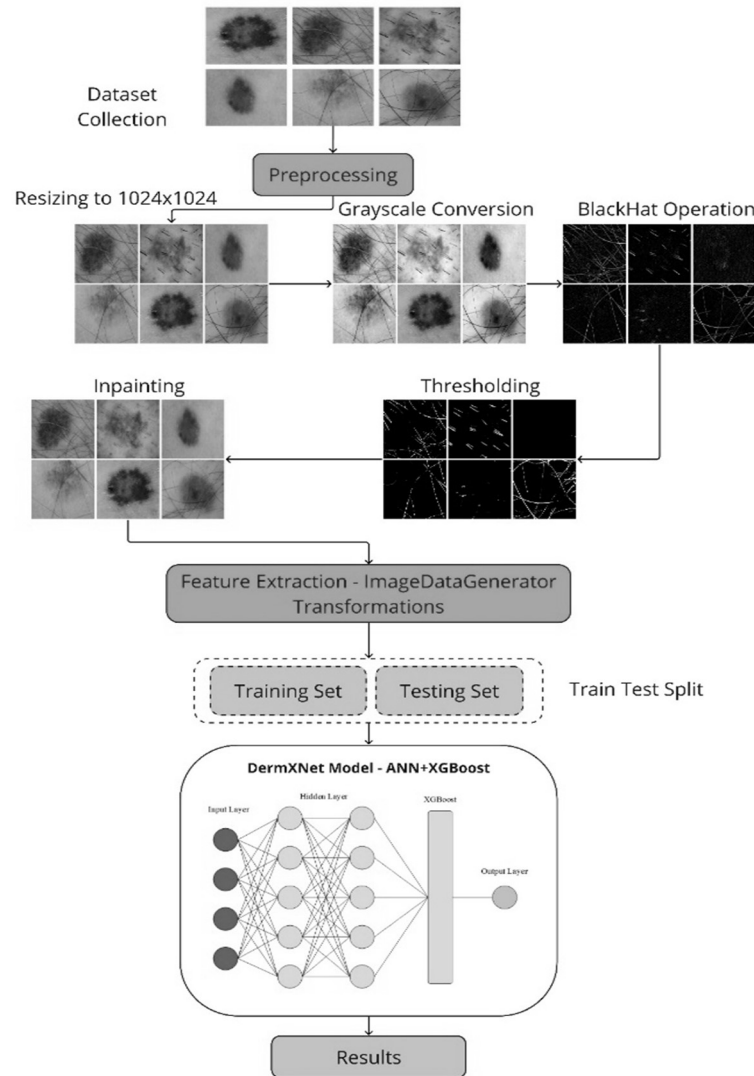 Dataset
Collection
Preprocessing
Resizing to 1024x1024
Grayscale Conversion
BlackHat Operation
Inpainting
Thresholding
Feature Extraction - ImageDataGenerator
Transformations
Training Set
Testing Set
Train Test Split
DermXNet Model - ANN+XGBoost
Input Layer
Hidden Layer
XGBoost
Output Layer
Results